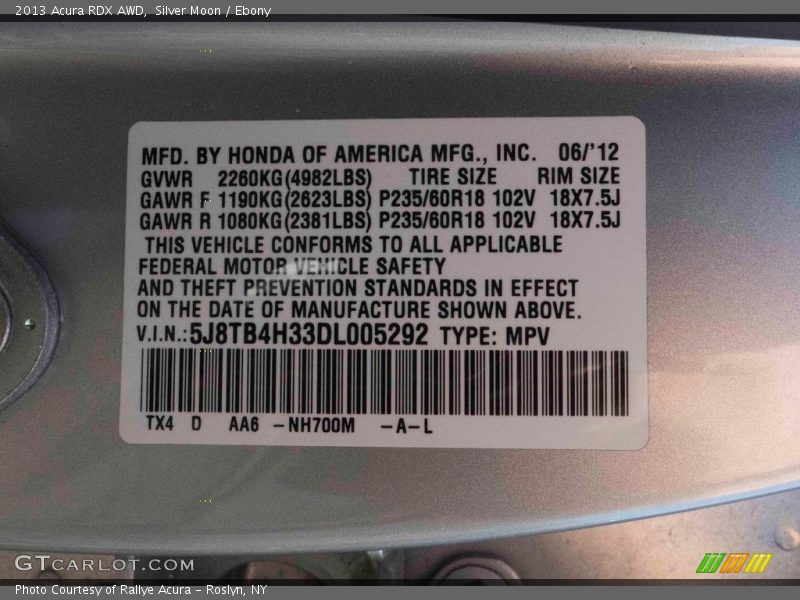 2013 Acura RDX AWD, Silver Moon / Ebony
MFD. BY HONDA OF AMERICA MFG., INC. 06/'12
GVWR 2260KG(4982LBS) TIRE SIZE RIM SIZE
GAWR F 1190KG(2623LBS) P235/60R18 102V 18X7.5J
GAWR R 1080KG(2381LBS) P235/60R18 102V 18X7.5J
THIS VEHICLE CONFORMS TO ALL APPLICABLE
FEDERAL MOTOR VEHICLE SAFETY
AND THEFT PREVENTION STANDARDS IN EFFECT
ON THE DATE OF MANUFACTURE SHOWN ABOVE.
V.I.N.:5J8TB4H33DL005292 TYPE: MPV
TX4 D AA6 -NH700M -A-L
GTCARLOT.COM
Photo Courtesy of Rallye Acura - Roslyn, NY